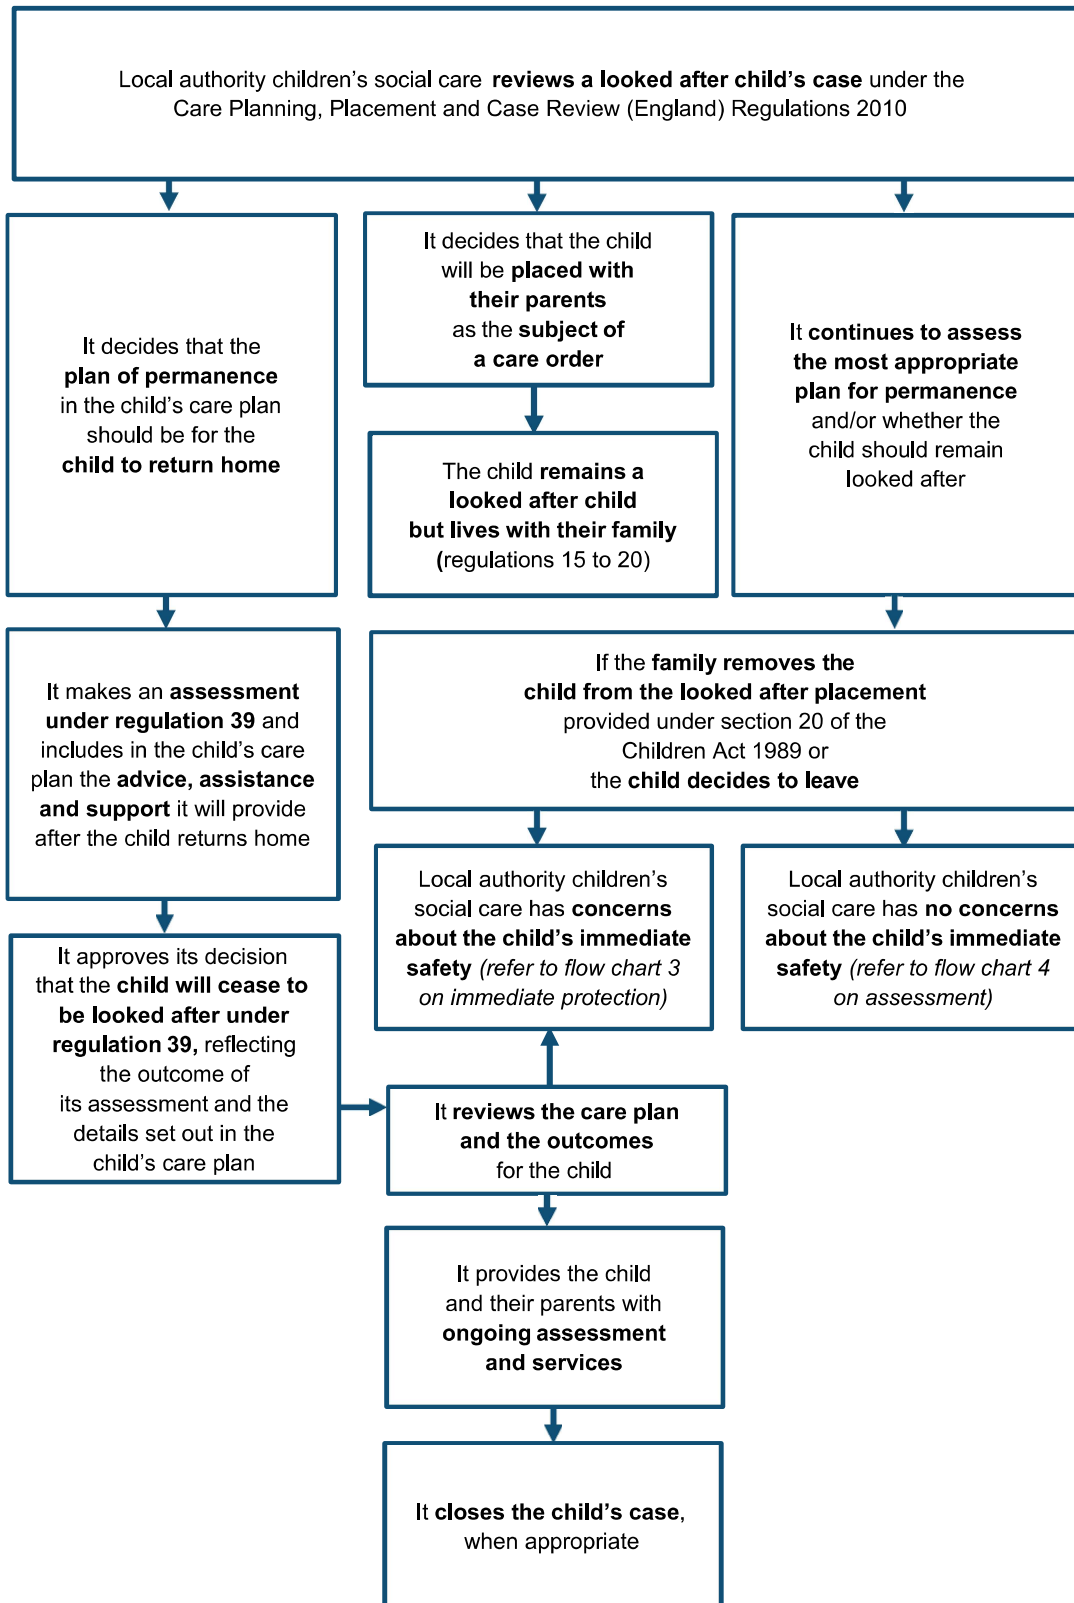 Local authority children’s social care reviews a looked after child’s case under the
Care Planning, Placement and Case Review (England) Regulations 2010
It decides that the
plan of permanence
in the child’s care plan
should be for the
child to return home
It decides that the child
will be placed with
their parents
as the subject of
a care order
It continues to assess
the most appropriate
plan for permanence
and/or whether the
child should remain
looked after
The child remains a
looked after child
but lives with their family
(regulations 15 to 20)
It makes an assessment
under regulation 39 and
includes in the child’s care
plan the advice, assistance
and support it will provide
after the child returns home
If the family removes the
child from the looked after placement
provided under section 20 of the
Children Act 1989 or
the child decides to leave
Local authority children’s
social care has concerns
about the child’s immediate
safety (refer to flow chart 3
on immediate protection)
Local authority children’s
social care has no concerns
about the child’s immediate
safety (refer to flow chart 4
on assessment)
It approves its decision
that the child will cease to
be looked after under
regulation 39, reflecting
the outcome of
its assessment and the
details set out in the
child’s care plan
It reviews the care plan
and the outcomes
for the child
It provides the child
and their parents with
ongoing assessment
and services
It closes the child’s case,
when appropriate